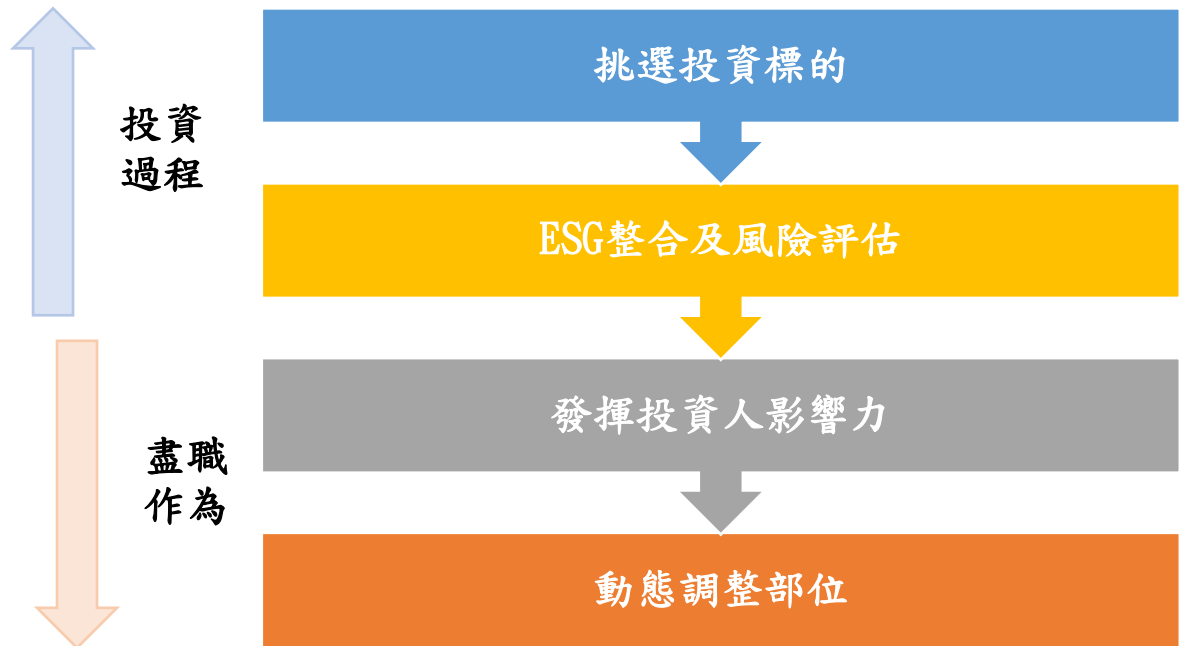 挑選投資標的
投資
過程
ESG整合及風險評估
發揮投資人影響力
盡職
作為
動態調整部位